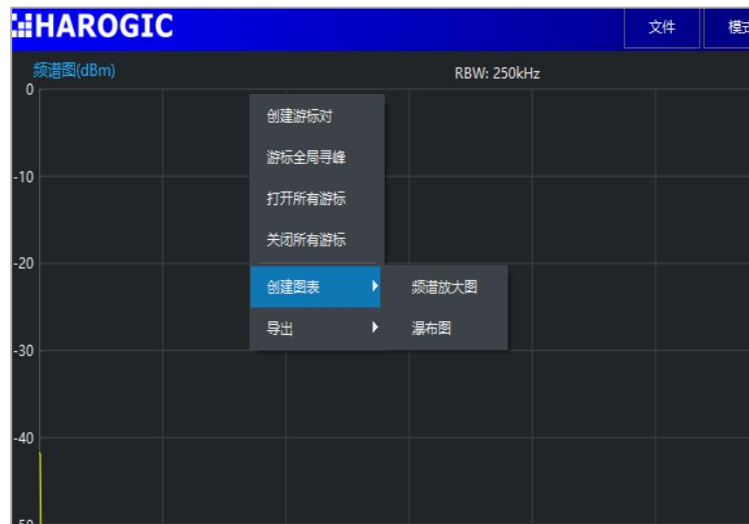 HAROGIC
文件
频谱图(dBm)
RBW: 250kHz
0
创建游标对
游标全局寻峰
-10
打开所有游标
关闭所有游标
-20
创建图表
频谱放大图
导出
瀑布图
-30
-40